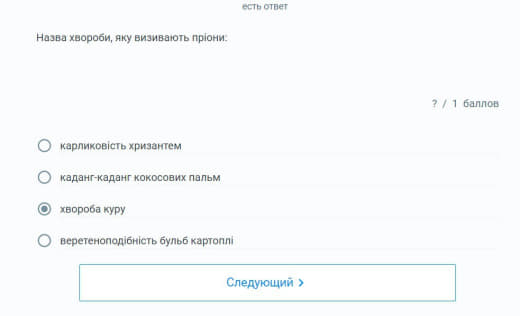 есть ответ
Назва хвороби, яку визивають пріони:
? / 1 баллов
карликовість хризантем
каданг-каданг кокосових пальм
хвороба куру
веретеноподібність бульб картоплі
Следующий >